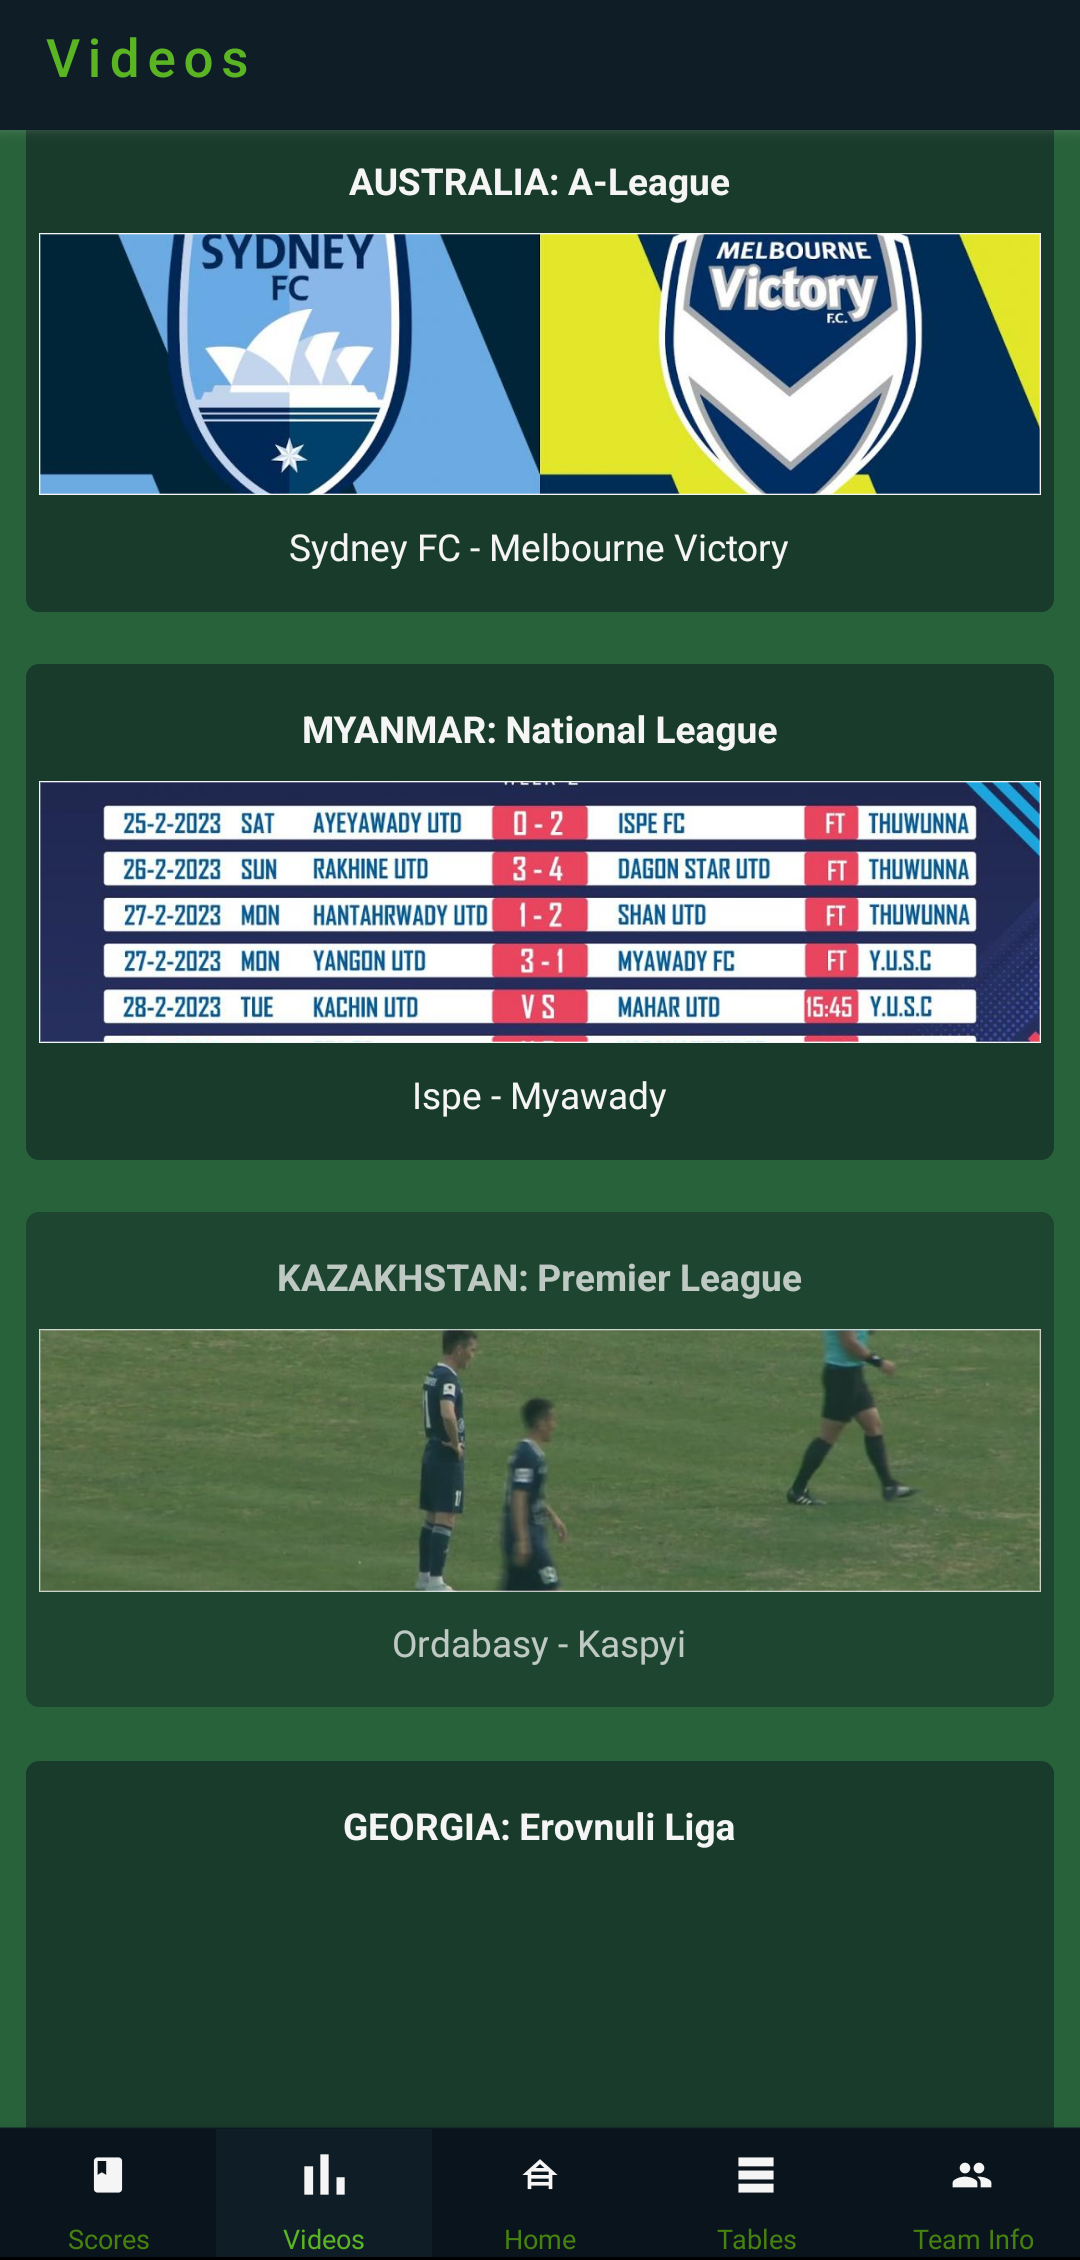 Videos
AUSTRALIA: A-League
SYDNEY
FC
MELBOURNE
Victory
F.C.
Sydney FC - Melbourne Victory
MYANMAR: National League
25-2-2023 SAT AYEYAWADY UTD 0 - 2 ISPE FC FT THUWUNNA
26-2-2023 SUN RAKHINE UTD 3 - 4 DAGON STAR UTD FT THUWUNNA
27-2-2023 MON HANTAHRWADY UTD 1 - 2 SHAN UTD FT THUWUNNA
27-2-2023 MON YANGON UTD 3 - 1 MYAWADY FC FT Y.U.S.C
28-2-2023 TUE KACHIN UTD VS MAHAR UTD 15:45 Y.U.S.C
Ispe - Myawady
KAZAKHSTAN: Premier League
Ordabasy - Kaspyi
GEORGIA: Erovnuli Liga
Scores Videos Home Tables Team Info